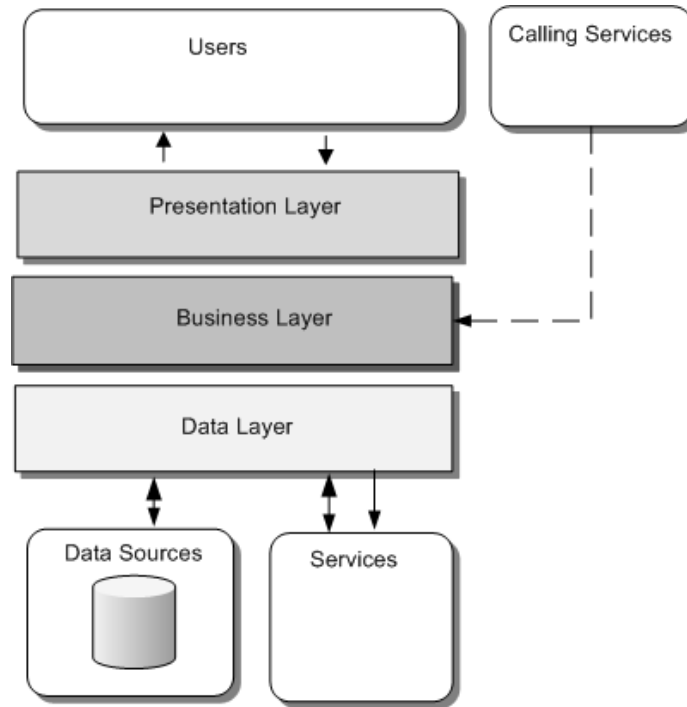 Users
Calling Services
Presentation Layer
Business Layer
Data Layer
Data Sources
Services